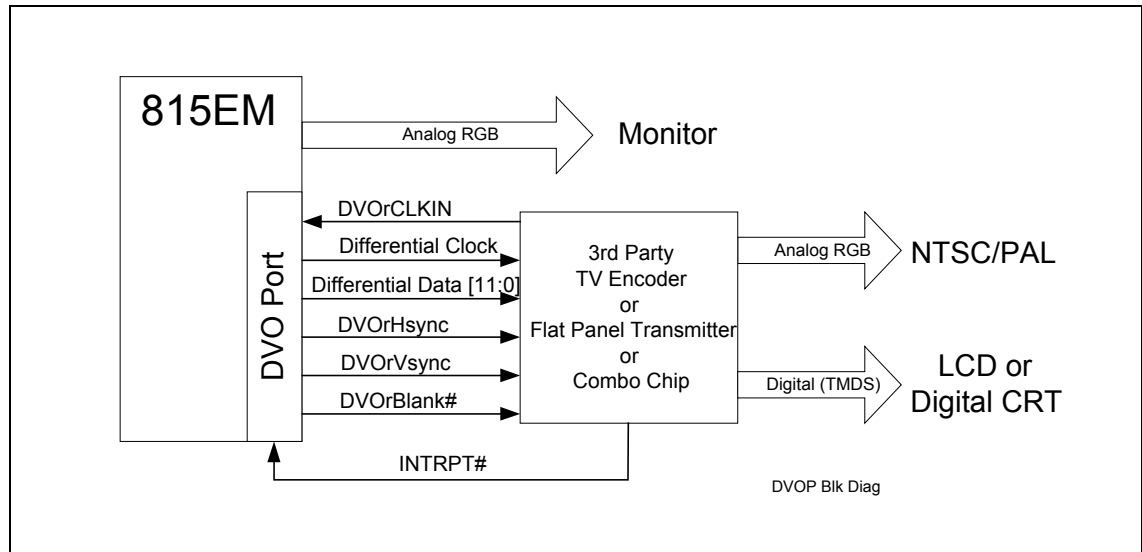 815EM
Analog RGB
Monitor
DVO Port
DVOrCLKIN
Differential Clock
Differential Data [11:0]
DVOrHsync
DVOrVsync
DVOrBlank#
INTRPT#
3rd Party
TV Encoder
or
Flat Panel Transmitter
or
Combo Chip
Analog RGB
NTSC/PAL
Digital (TMDS)
LCD or
Digital CRT
DVOP Blk Diag